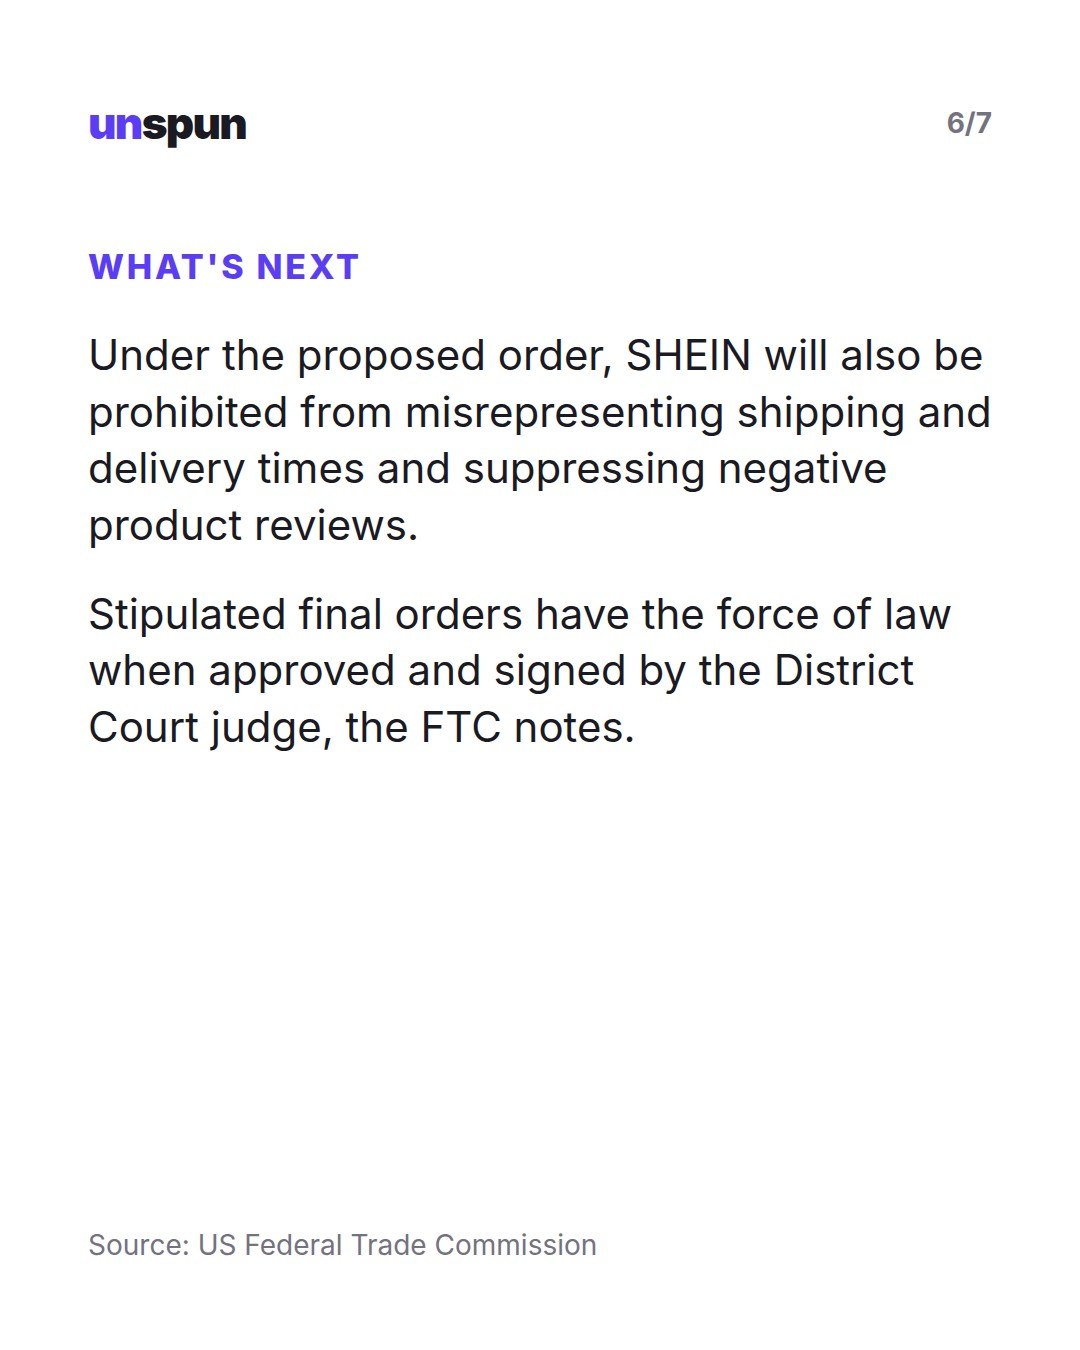 unspun
6/7
WHAT'S NEXT
Under the proposed order, SHEIN will also be
prohibited from misrepresenting shipping and
delivery times and suppressing negative
product reviews.
Stipulated final orders have the force of law
when approved and signed by the District
Court judge, the FTC notes.
Source: US Federal Trade Commission